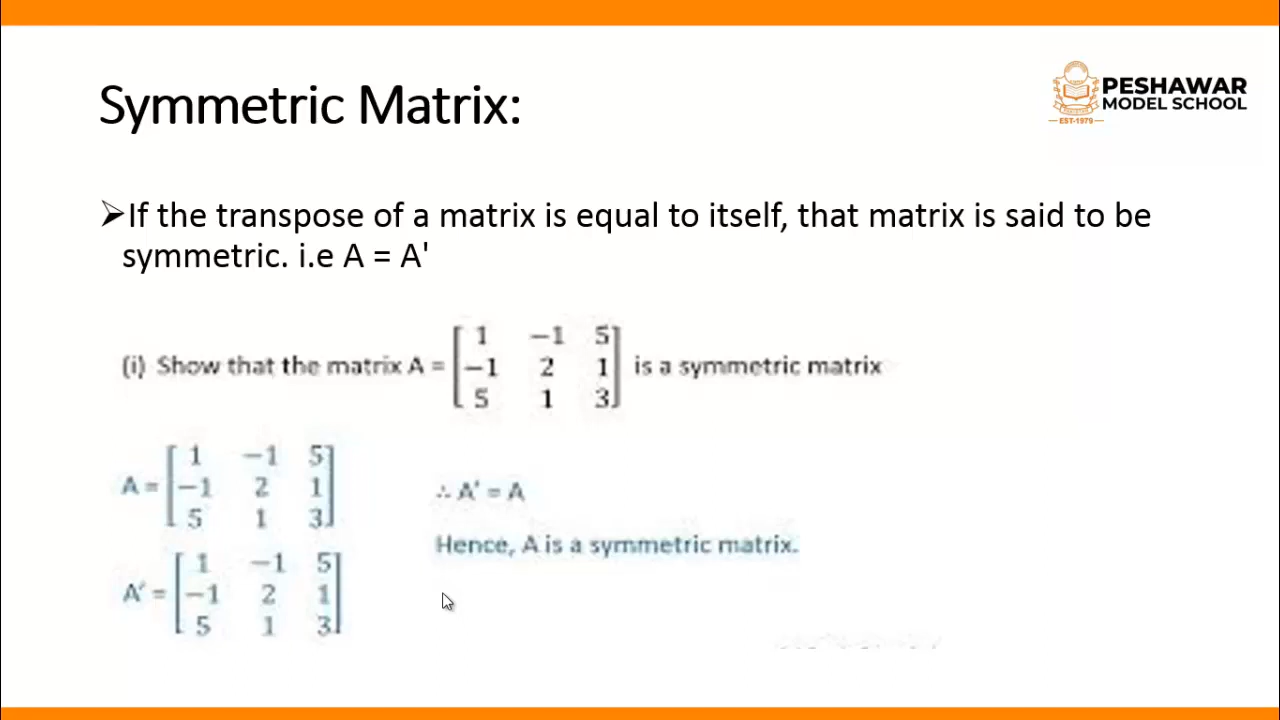 Symmetric Matrix:
PESHAWAR
MODEL SCHOOL
EST-1979
➢If the transpose of a matrix is equal to itself, that matrix is said to be
symmetric. i.e A = A'
(i) Show that the matrix A = [1 −1 5
−1 2 1
5 1 3] is a symmetric matrix
A = [1 −1 5
−1 2 1
5 1 3]
∴ A′ = A
Hence, A is a symmetric matrix.
A′ = [1 −1 5
−1 2 1
5 1 3]